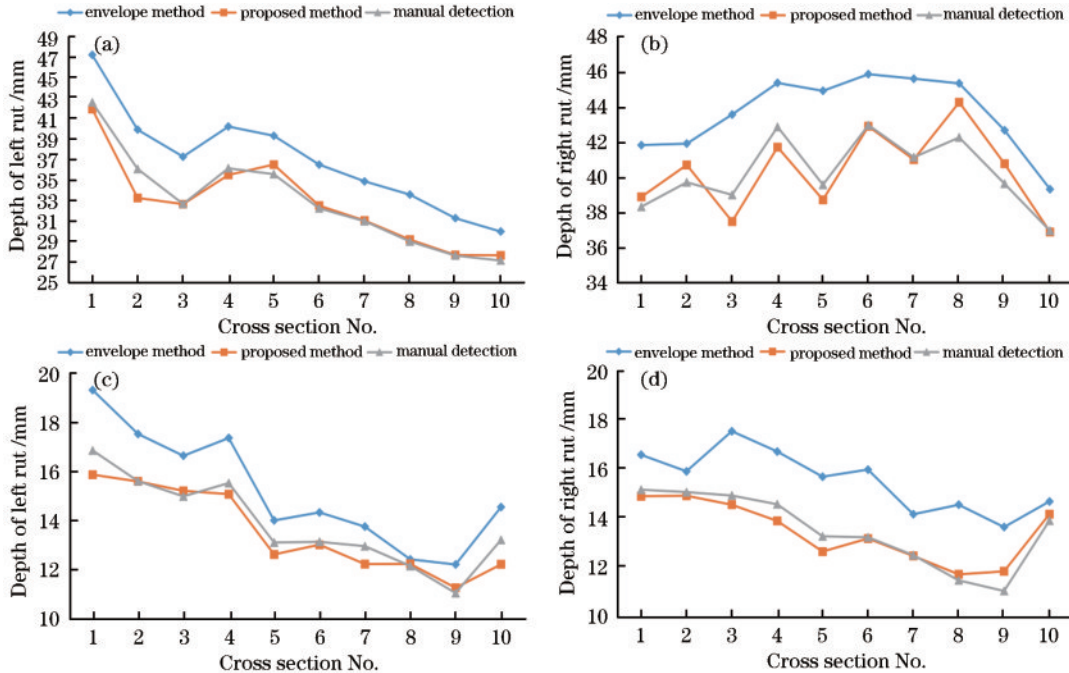 envelope method proposed method manual detection
(a)
Depth of left rut /mm
49
47
45
43
41
39
37
35
33
31
29
27
25
1 2 3 4 5 6 7 8 9 10
Cross section No.
envelope method proposed method manual detection
(b)
Depth of right rut /mm
48
46
44
42
40
38
36
34
1 2 3 4 5 6 7 8 9 10
Cross section No.
envelope method proposed method manual detection
(c)
Depth of left rut /mm
20
18
16
14
12
10
1 2 3 4 5 6 7 8 9 10
Cross section No.
envelope method proposed method manual detection
(d)
Depth of right rut /mm
20
18
16
14
12
10
1 2 3 4 5 6 7 8 9 10
Cross section No.